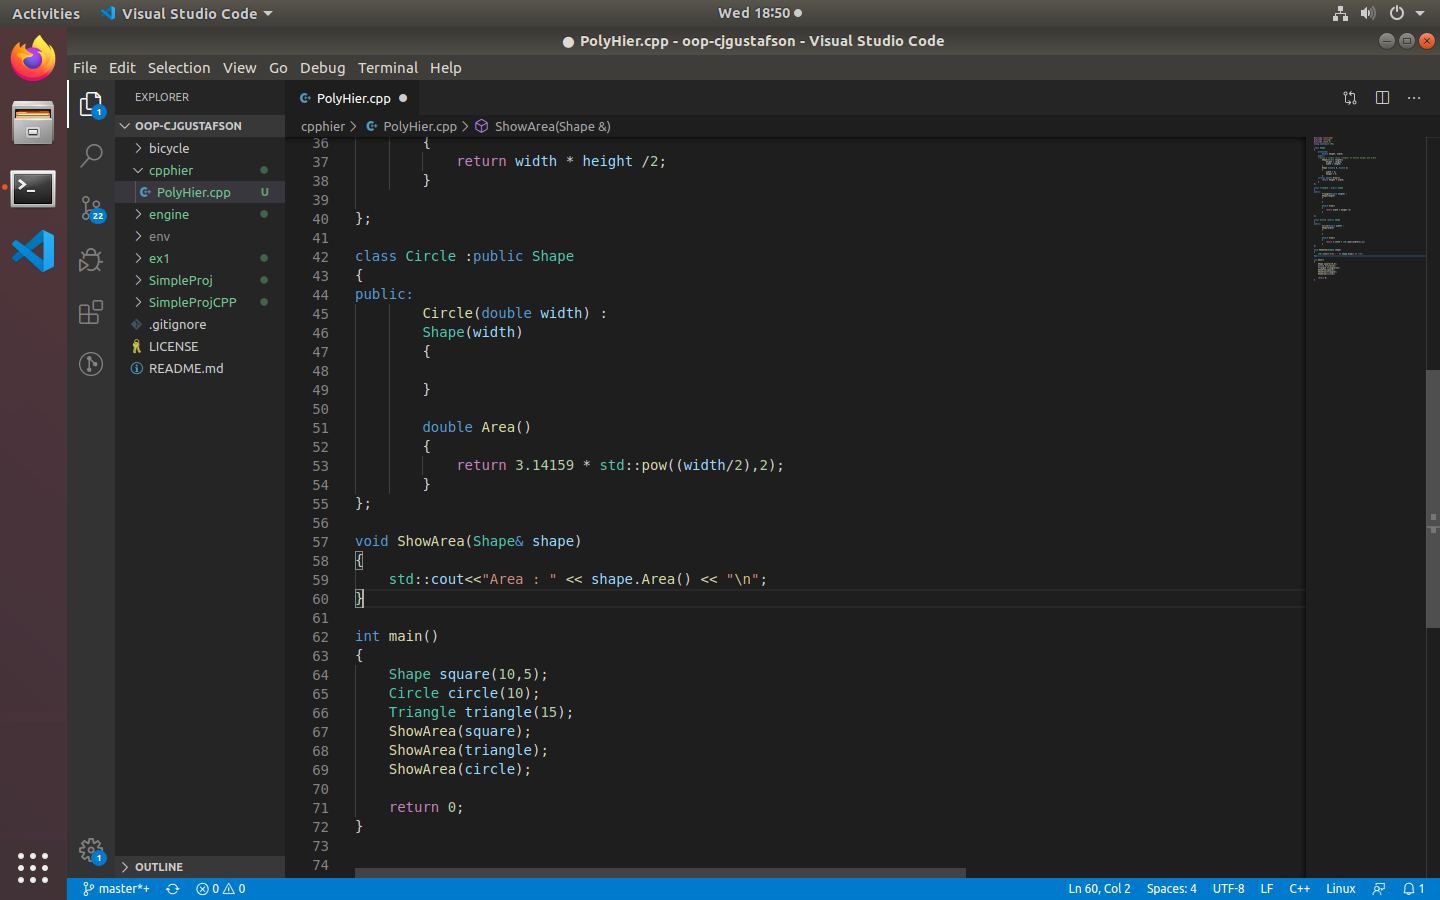 Activities
Visual Studio Code
Wed 18:50
PolyHier.cpp - oop-cjgustafson - Visual Studio Code
File Edit Selection View Go Debug Terminal Help
EXPLORER
OOP-CJGUSTAFSON
bicycle
cpphier
PolyHier.cpp U
engine
env
ex1
SimpleProj
SimpleProjCPP
.gitignore
LICENSE
README.md
OUTLINE
1
22
1
PolyHier.cpp
cpphier > PolyHier.cpp > ShowArea(Shape &)
36 {
37 return width * height /2;
38 }
39
40 };
41
42 class Circle :public Shape
43 {
44 public:
45 Circle(double width) :
46 Shape(width)
47 {
48
49 }
50
51 double Area()
52 {
53 return 3.14159 * std::pow((width/2),2);
54 }
55 };
56
57 void ShowArea(Shape& shape)
58 {
59 std::cout<<"Area : " << shape.Area() << "\n";
60 }
61
62 int main()
63 {
64 Shape square(10,5);
65 Circle circle(10);
66 Triangle triangle(15);
67 ShowArea(square);
68 ShowArea(triangle);
69 ShowArea(circle);
70
71 return 0;
72 }
73
74
master*+ 0 0 Ln 60, Col 2 Spaces: 4 UTF-8 LF C++ Linux 1